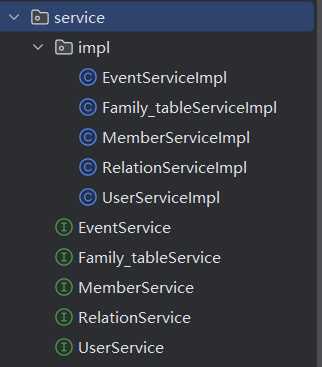 service
impl
EventServiceImpl
Family_tableServiceImpl
MemberServiceImpl
RelationServiceImpl
UserServiceImpl
EventService
Family_tableService
MemberService
RelationService
UserService